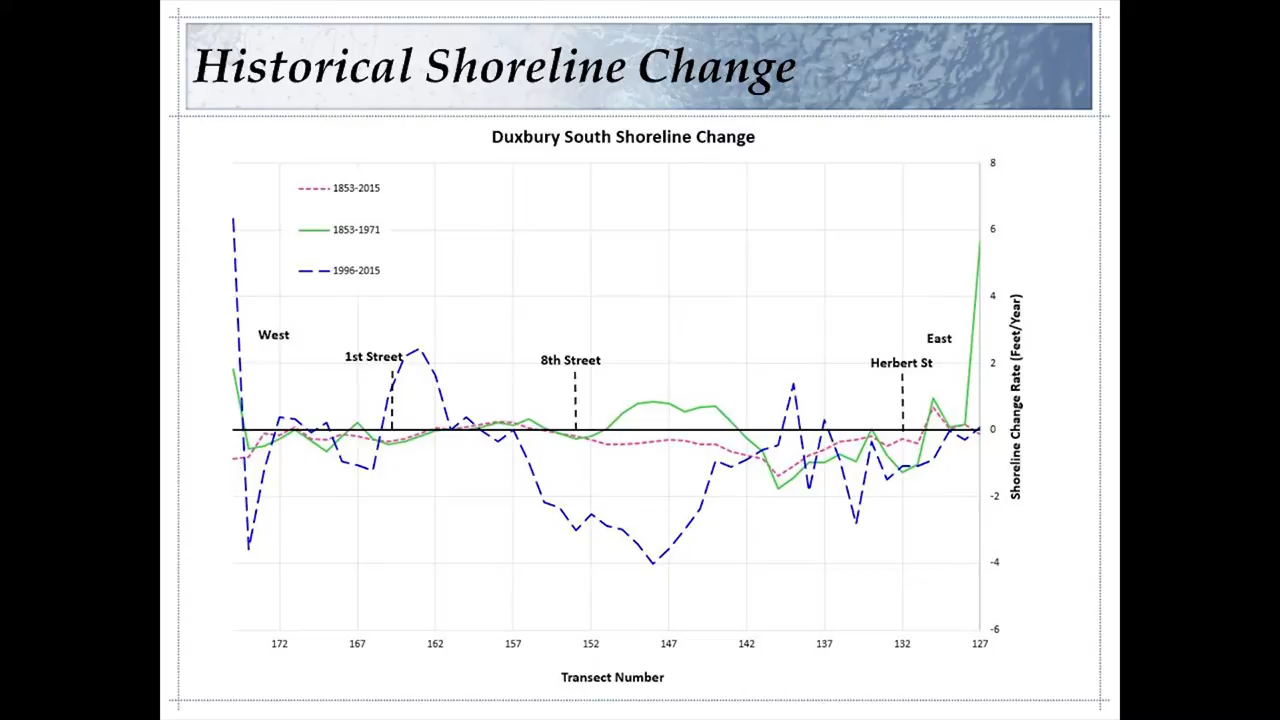 Historical Shoreline Change
Duxbury South Shoreline Change
1853-2015
1853-1971
1996-2015
West
1st Street
8th Street
Herbert St
East
8
6
4
2
0
-2
-4
-6
Shoreline Change Rate (Feet/Year)
172 167 162 157 152 147 142 137 132 127
Transect Number